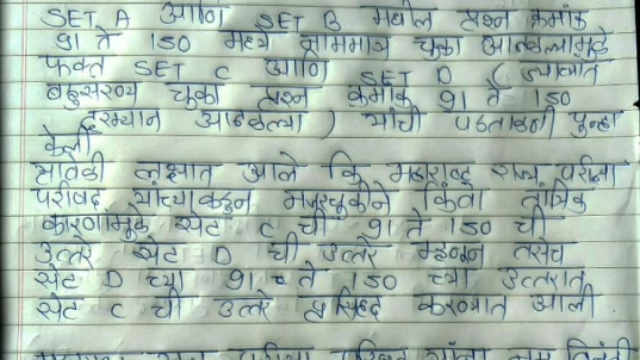 SET A आणि SET B मधील प्रश्न क्रमांक
91 ते 150 मध्ये नाममात्र चुका आढळल्यामुळे
फक्त SET C आणि SET D ( ज्यामध्ये
बहुसंख्य चुका प्रश्न क्रमांक 91 ते 150
दरम्यान आढळल्या ) यांची पडताळणी पुन्हा
केली
त्यावेळी लक्षात आले कि महाराष्ट्र राज्य परीक्षा
परीषद यांच्याकडुन नजरचुकीने किंवा तांत्रिक
कारणामुळे सेट C ची 91 ते 150 ची
उत्तरे सेट D ची उत्तरे म्हणुन तसेच
सेट D च्या 91 ते 150 च्या उत्तरात
सेट C ची उत्तरे प्रसिद्द करण्यात आली